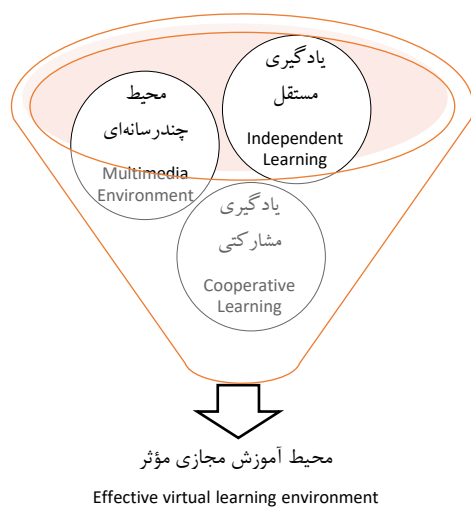 یادگیری
مستقل
Independent
Learning
محیط
چندرسانه‌ای
Multimedia
Environment
یادگیری
مشارکتی
Cooperative
Learning
محیط آموزش مجازی مؤثر
Effective virtual learning environment